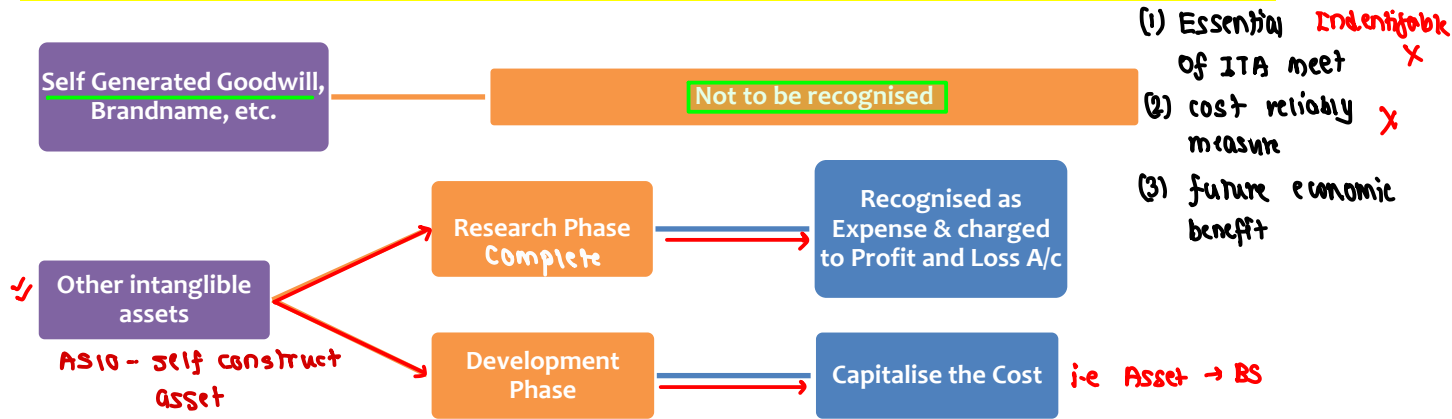 Self Generated Goodwill,
Brandname, etc.
Not to be recognised
(1) Essential Indentifable
Of ITA meet X
(2) cost reliably X
measure
(3) future economic
benefit
Research Phase
Complete
Recognised as
Expense & charged
to Profit and Loss A/c
Other intanglible
assets
AS10 - self construct
asset
Development
Phase
Capitalise the Cost
i.e Asset → BS